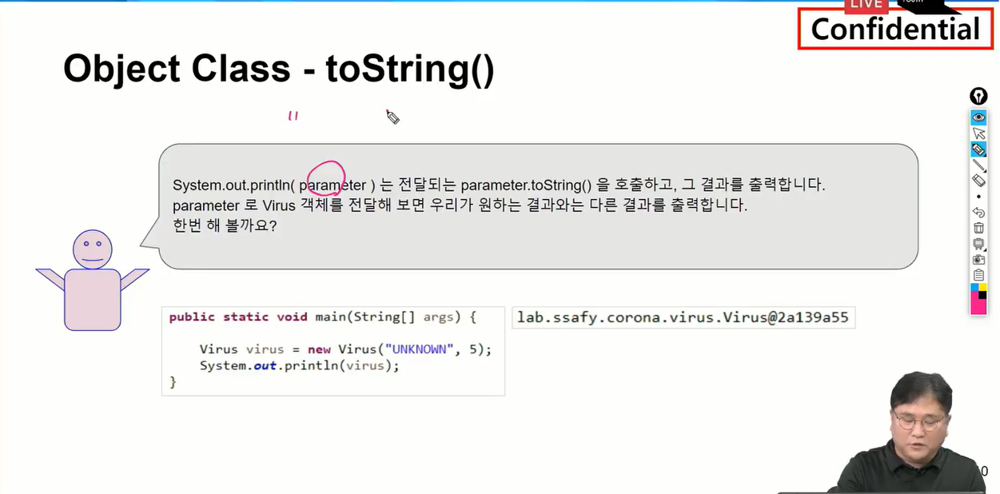 LIVE
Confidential
Object Class - toString()
System.out.println( parameter ) 는 전달되는 parameter.toString() 을 호출하고, 그 결과를 출력합니다.
parameter 로 Virus 객체를 전달해 보면 우리가 원하는 결과와는 다른 결과를 출력합니다.
한번 해 볼까요?
public static void main(String[] args) {
Virus virus = new Virus("UNKNOWN", 5);
System.out.println(virus);
}
lab.ssafy.corona.virus.Virus@2a139a55